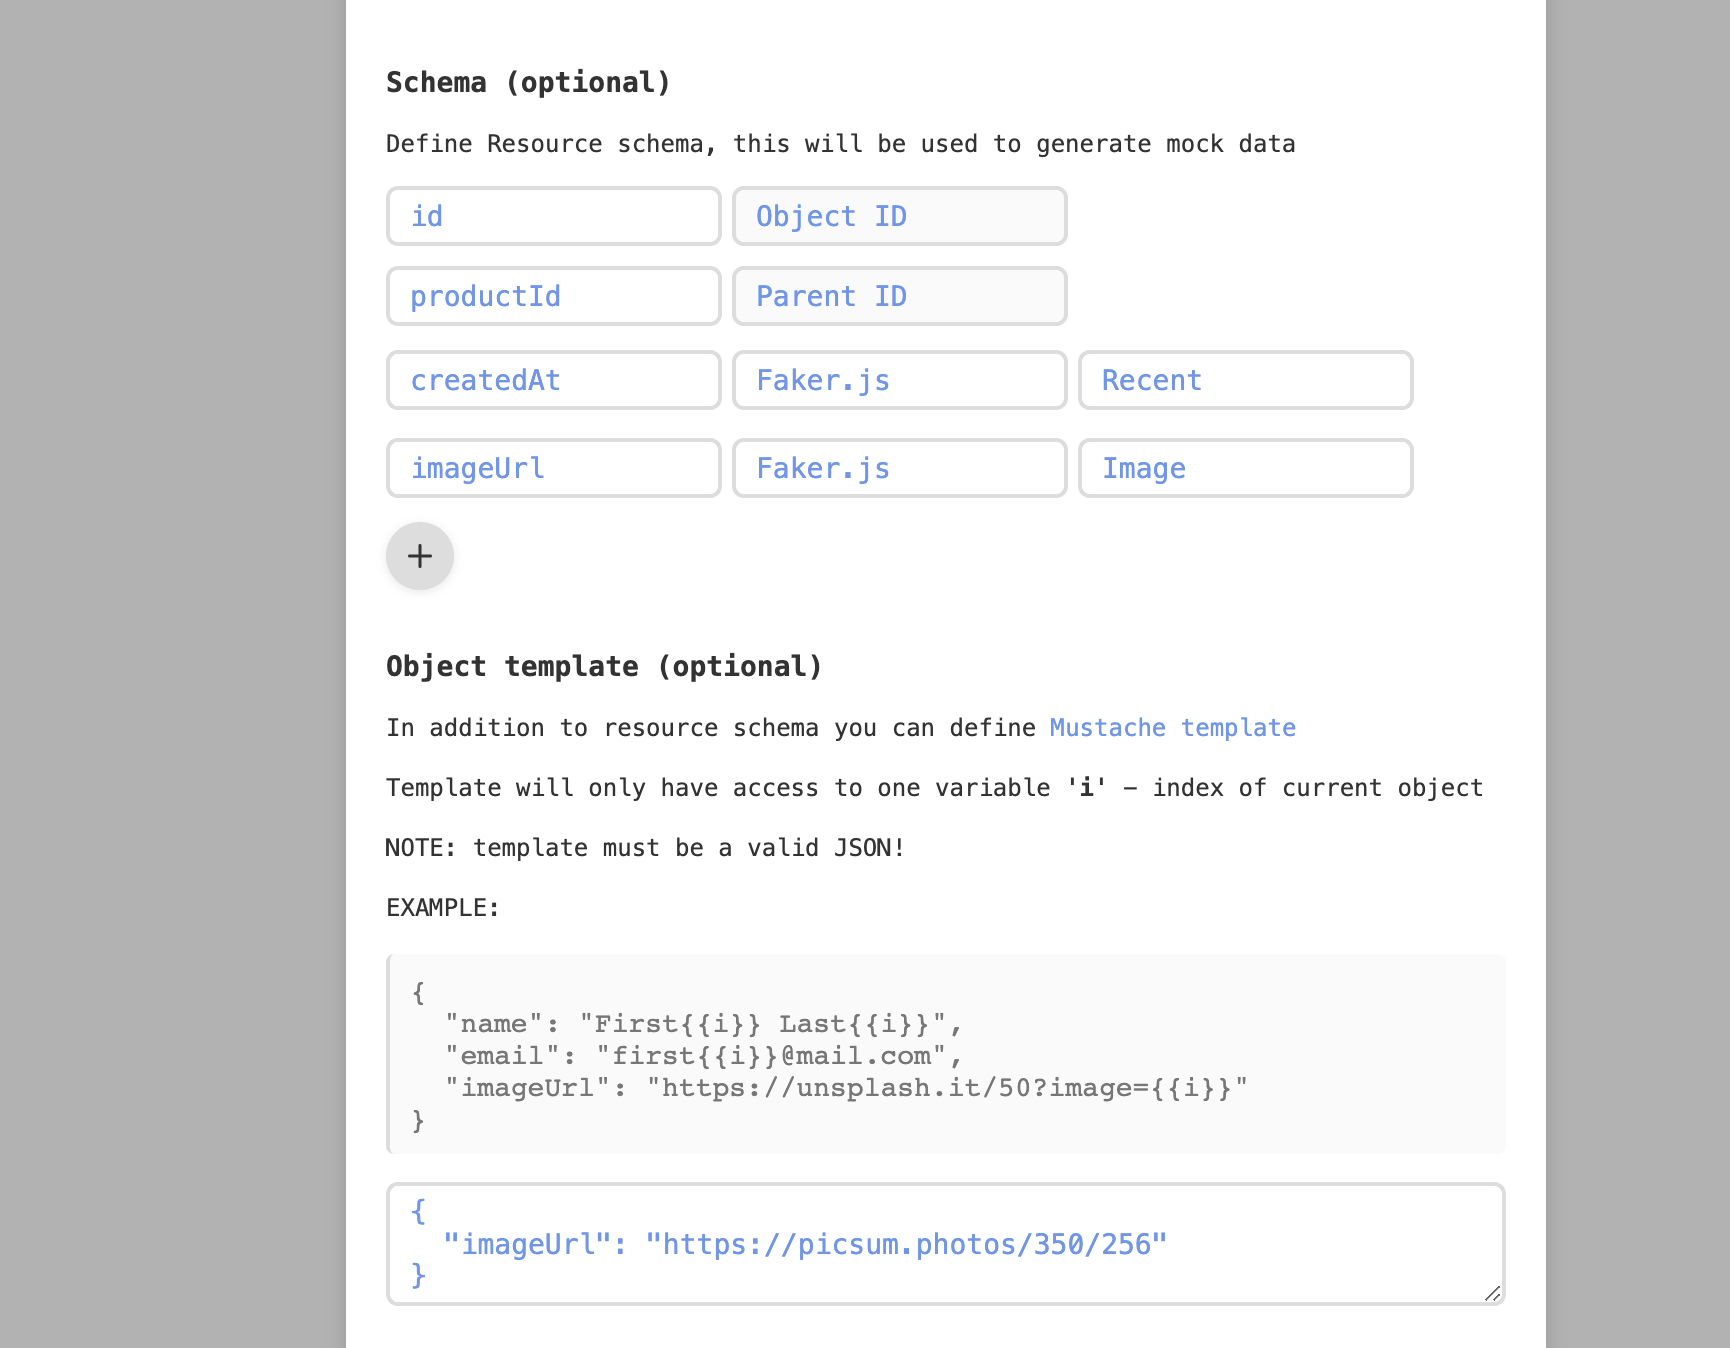 Schema (optional)
Define Resource schema, this will be used to generate mock data
id Object ID
productId Parent ID
createdAt Faker.js Recent
imageUrl Faker.js Image
+
Object template (optional)
In addition to resource schema you can define Mustache template
Template will only have access to one variable 'i' – index of current object
NOTE: template must be a valid JSON!
EXAMPLE:
{
  "name": "First{{i}} Last{{i}}",
  "email": "first{{i}}@mail.com",
  "imageUrl": "https://unsplash.it/50?image={{i}}"
}
{
  "imageUrl": "https://picsum.photos/350/256"
}